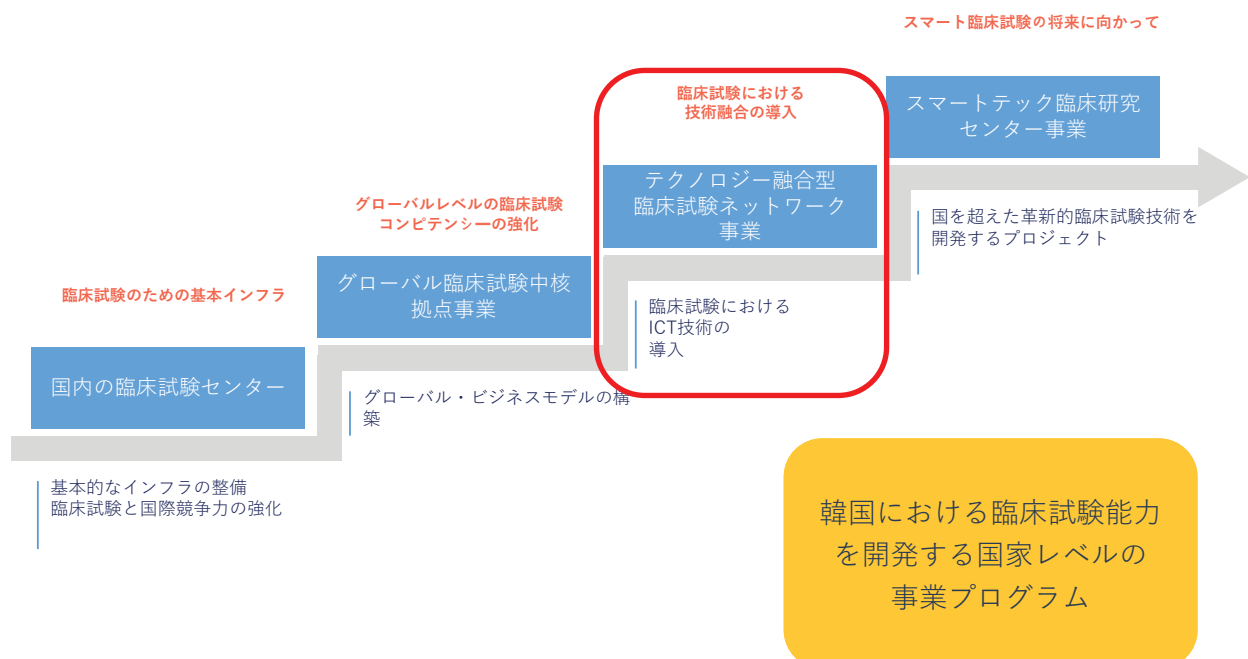 スマート臨床試験の将来に向かって
スマートテック臨床研究
センター事業
国を超えた革新的臨床試験技術を
開発するプロジェクト
臨床試験における
技術融合の導入
テクノロジー融合型
臨床試験ネットワーク
事業
臨床試験における
ICT技術の
導入
グローバルレベルの臨床試験
コンピテンシーの強化
グローバル臨床試験中核
拠点事業
グローバル・ビジネスモデルの構
築
臨床試験のための基本インフラ
国内の臨床試験センター
基本的なインフラの整備
臨床試験と国際競争力の強化
韓国における臨床試験能力
を開発する国家レベルの
事業プログラム